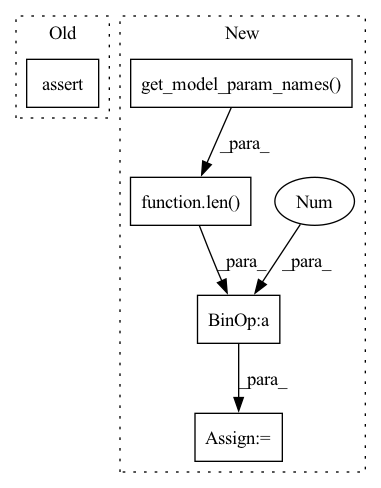 Old
New
assert
get_model_param_names()
_para_
function.len()
Num
_para_
_para_
BinOp:a
_para_
Assign:=